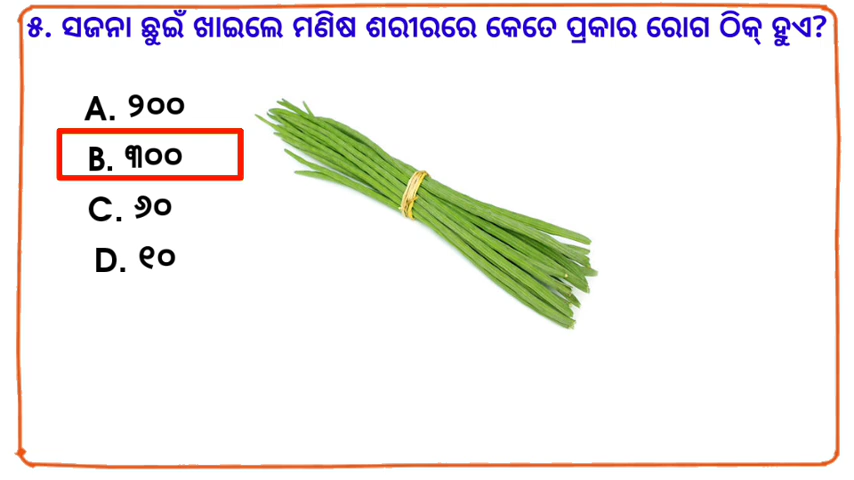 ୫. ସଜନା ଛୁଇଁ ଖାଇଲେ ମଣିଷ ଶରୀରରେ କେତେ ପ୍ରକାର ରୋଗ ଠିକ୍ ହୁଏ?
A. ୨୦୦
B. ୩୦୦
C. ୬୦
D. ୧୦